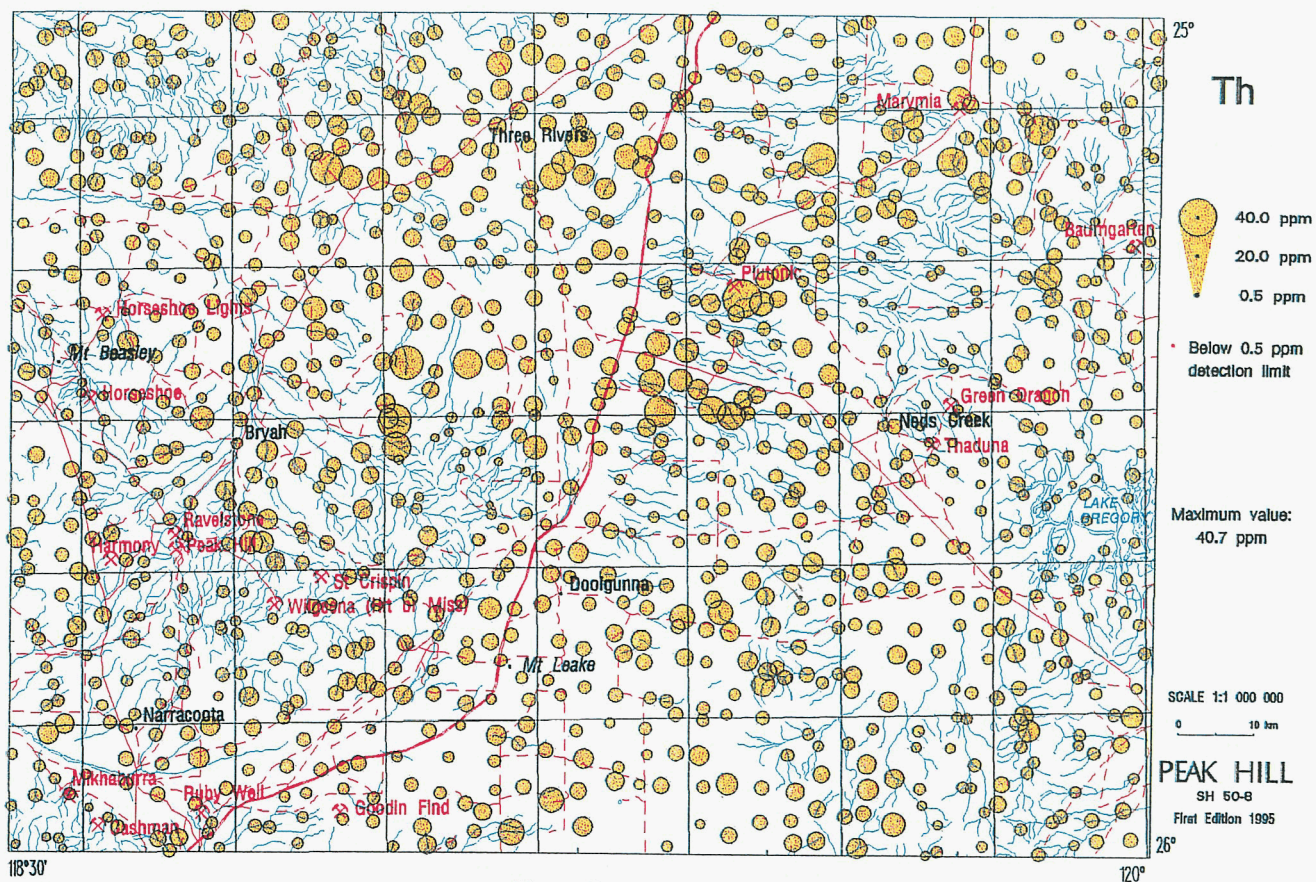 25°
Th
Marymia
Three Rivers
40.0 ppm
20.0 ppm
0.5 ppm
Baumgarten
Plutonic
Horseshoe Lights
Mt Beasley
Below 0.5 ppm
detection limit
Horseshoe
Green Dragon
Neds Creek
Bryah
Thaduna
LAKE
GREGORY
Maximum value:
40.7 ppm
Ravelstone
Harmony
Peak Hill
St Crispin
Doolgunna
Wilgeena (Hit or Miss)
Mt Leake
SCALE 1:1 000 000
0 10 km
Narracoota
PEAK HILL
SH 50-8
First Edition 1995
Mikhaburra
Ruby Well
Goodin Find
Cashman
26°
118°30'
120°